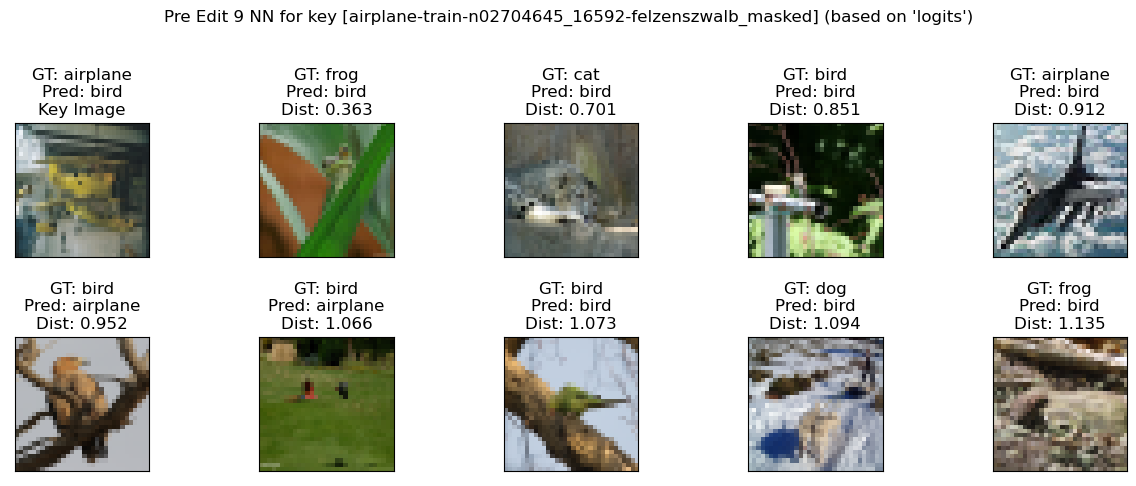 Pre Edit 9 NN for key [airplane-train-n02704645_16592-felzenszwalb_masked] (based on 'logits')
GT: airplane
Pred: bird
Key Image
GT: frog
Pred: bird
Dist: 0.363
GT: cat
Pred: bird
Dist: 0.701
GT: bird
Pred: bird
Dist: 0.851
GT: airplane
Pred: bird
Dist: 0.912
GT: bird
Pred: airplane
Dist: 0.952
GT: bird
Pred: airplane
Dist: 1.066
GT: bird
Pred: bird
Dist: 1.073
GT: dog
Pred: bird
Dist: 1.094
GT: frog
Pred: bird
Dist: 1.135